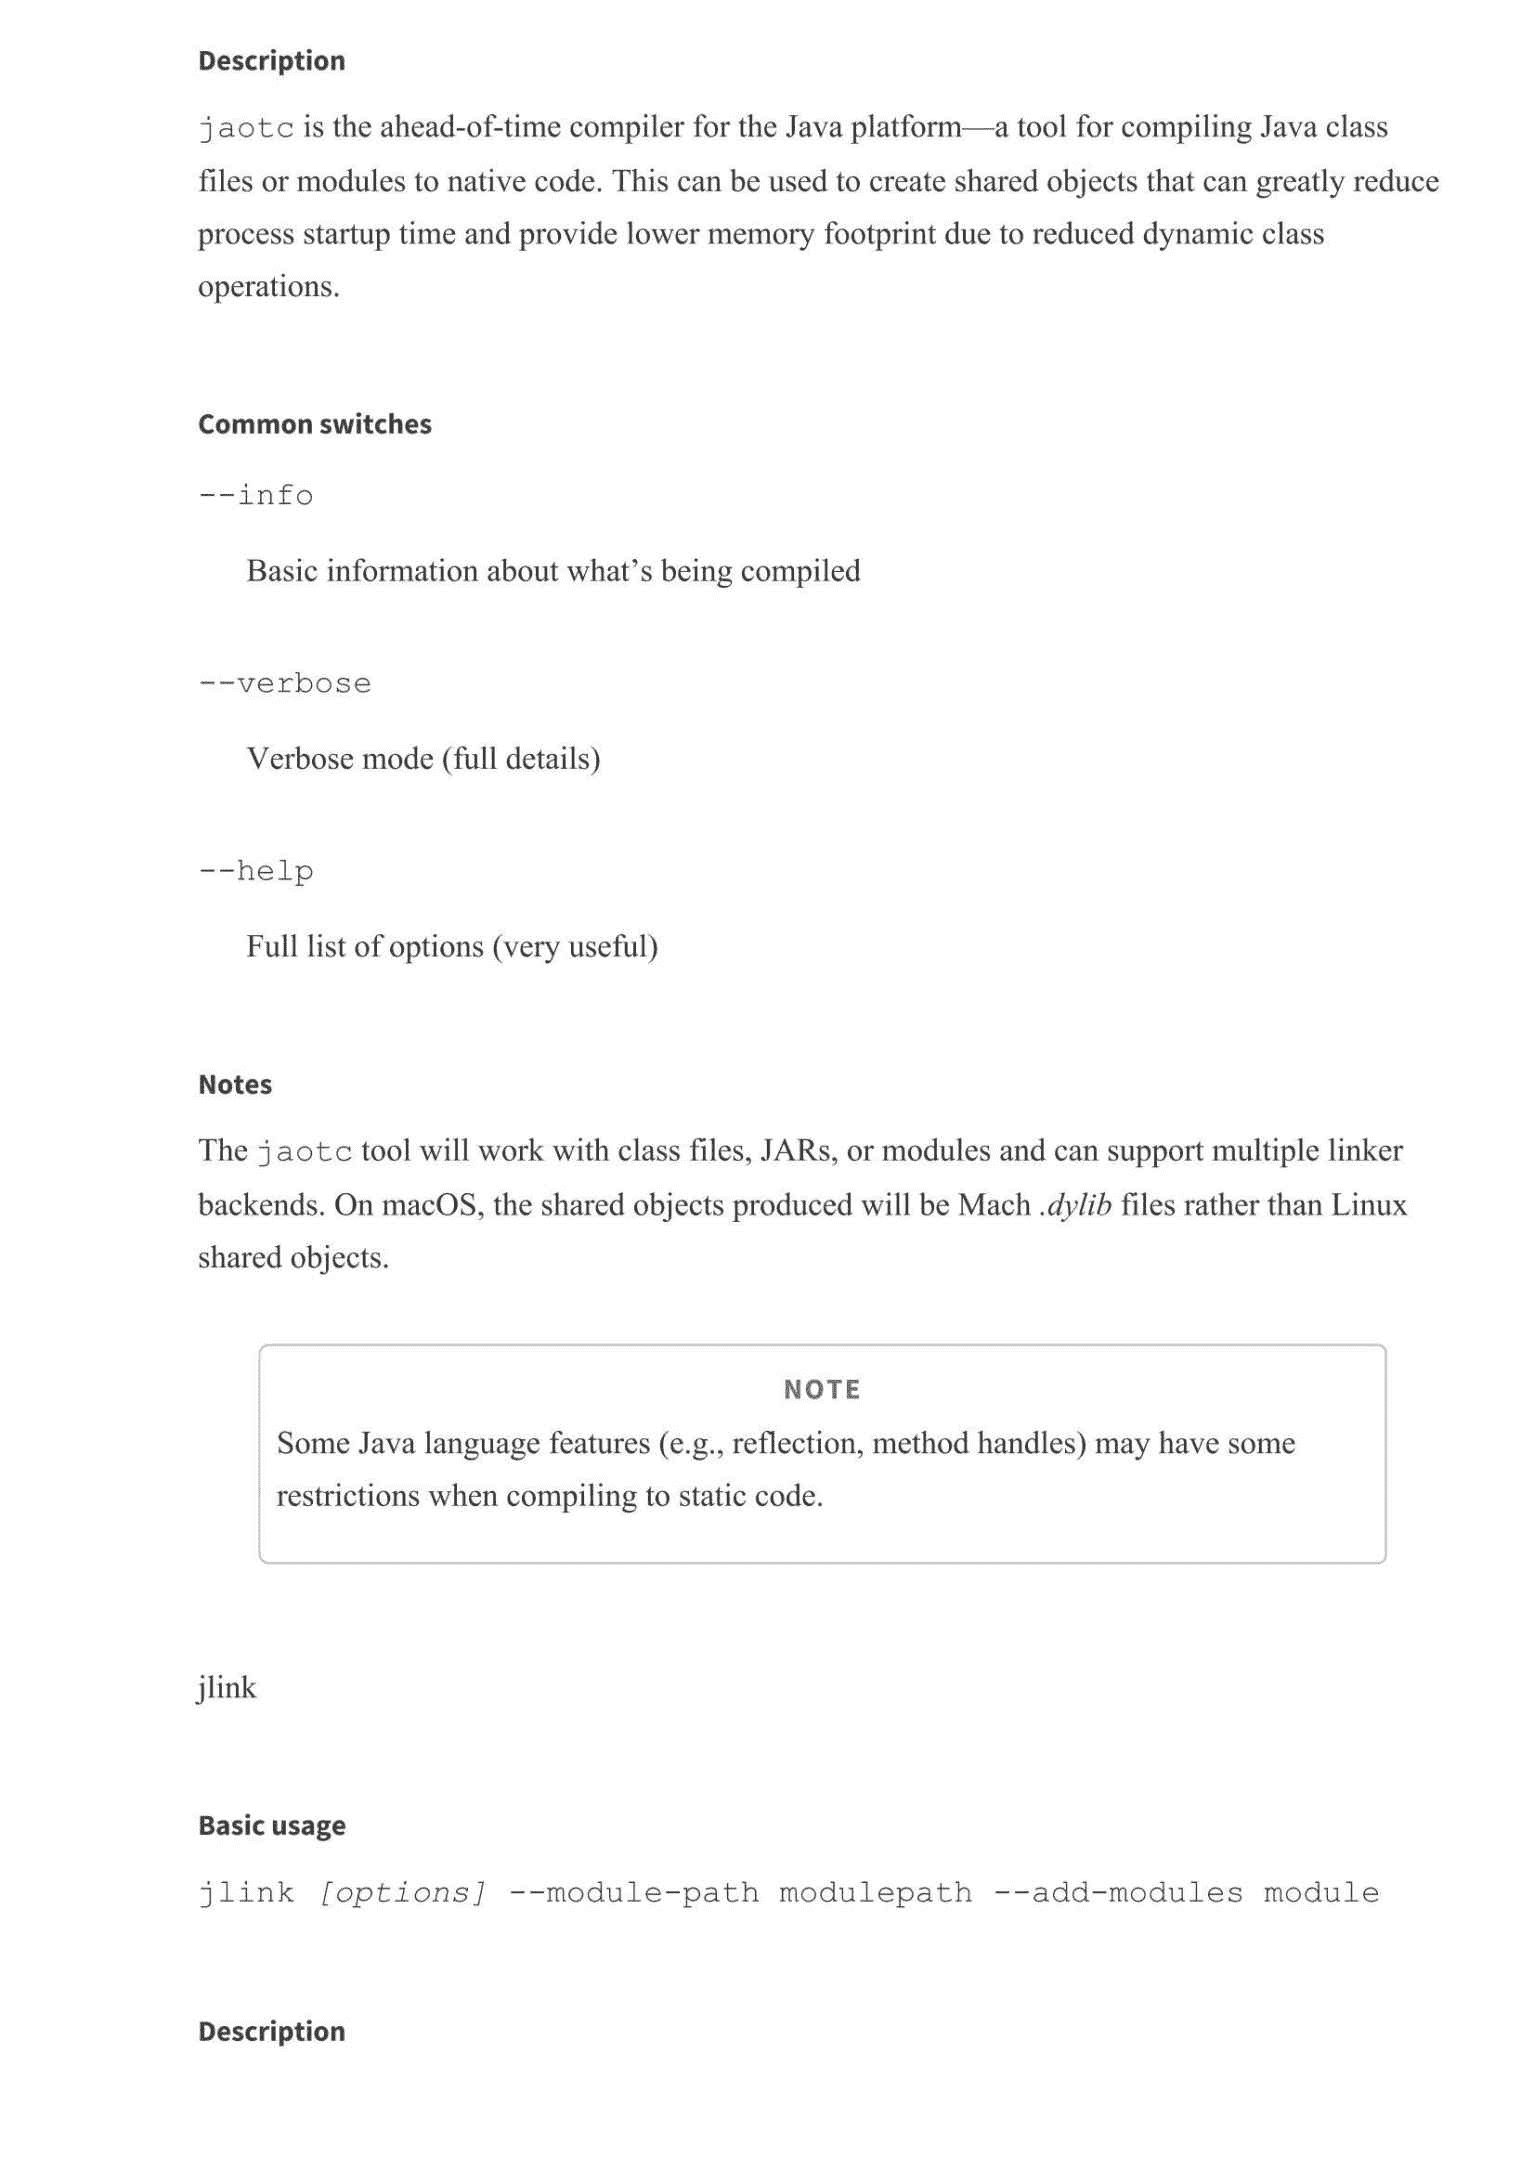 Description
jaotc is the ahead-of-time compiler for the Java platform—a tool for compiling Java class
files or modules to native code. This can be used to create shared objects that can greatly reduce
process startup time and provide lower memory footprint due to reduced dynamic class
operations.
Common switches
--info
Basic information about what’s being compiled
--verbose
Verbose mode (full details)
--help
Full list of options (very useful)
Notes
The jaotc tool will work with class files, JARs, or modules and can support multiple linker
backends. On macOS, the shared objects produced will be Mach .dylib files rather than Linux
shared objects.
NOTE
Some Java language features (e.g., reflection, method handles) may have some
restrictions when compiling to static code.
jlink
Basic usage
jlink [options] --module-path modulepath --add-modules module
Description